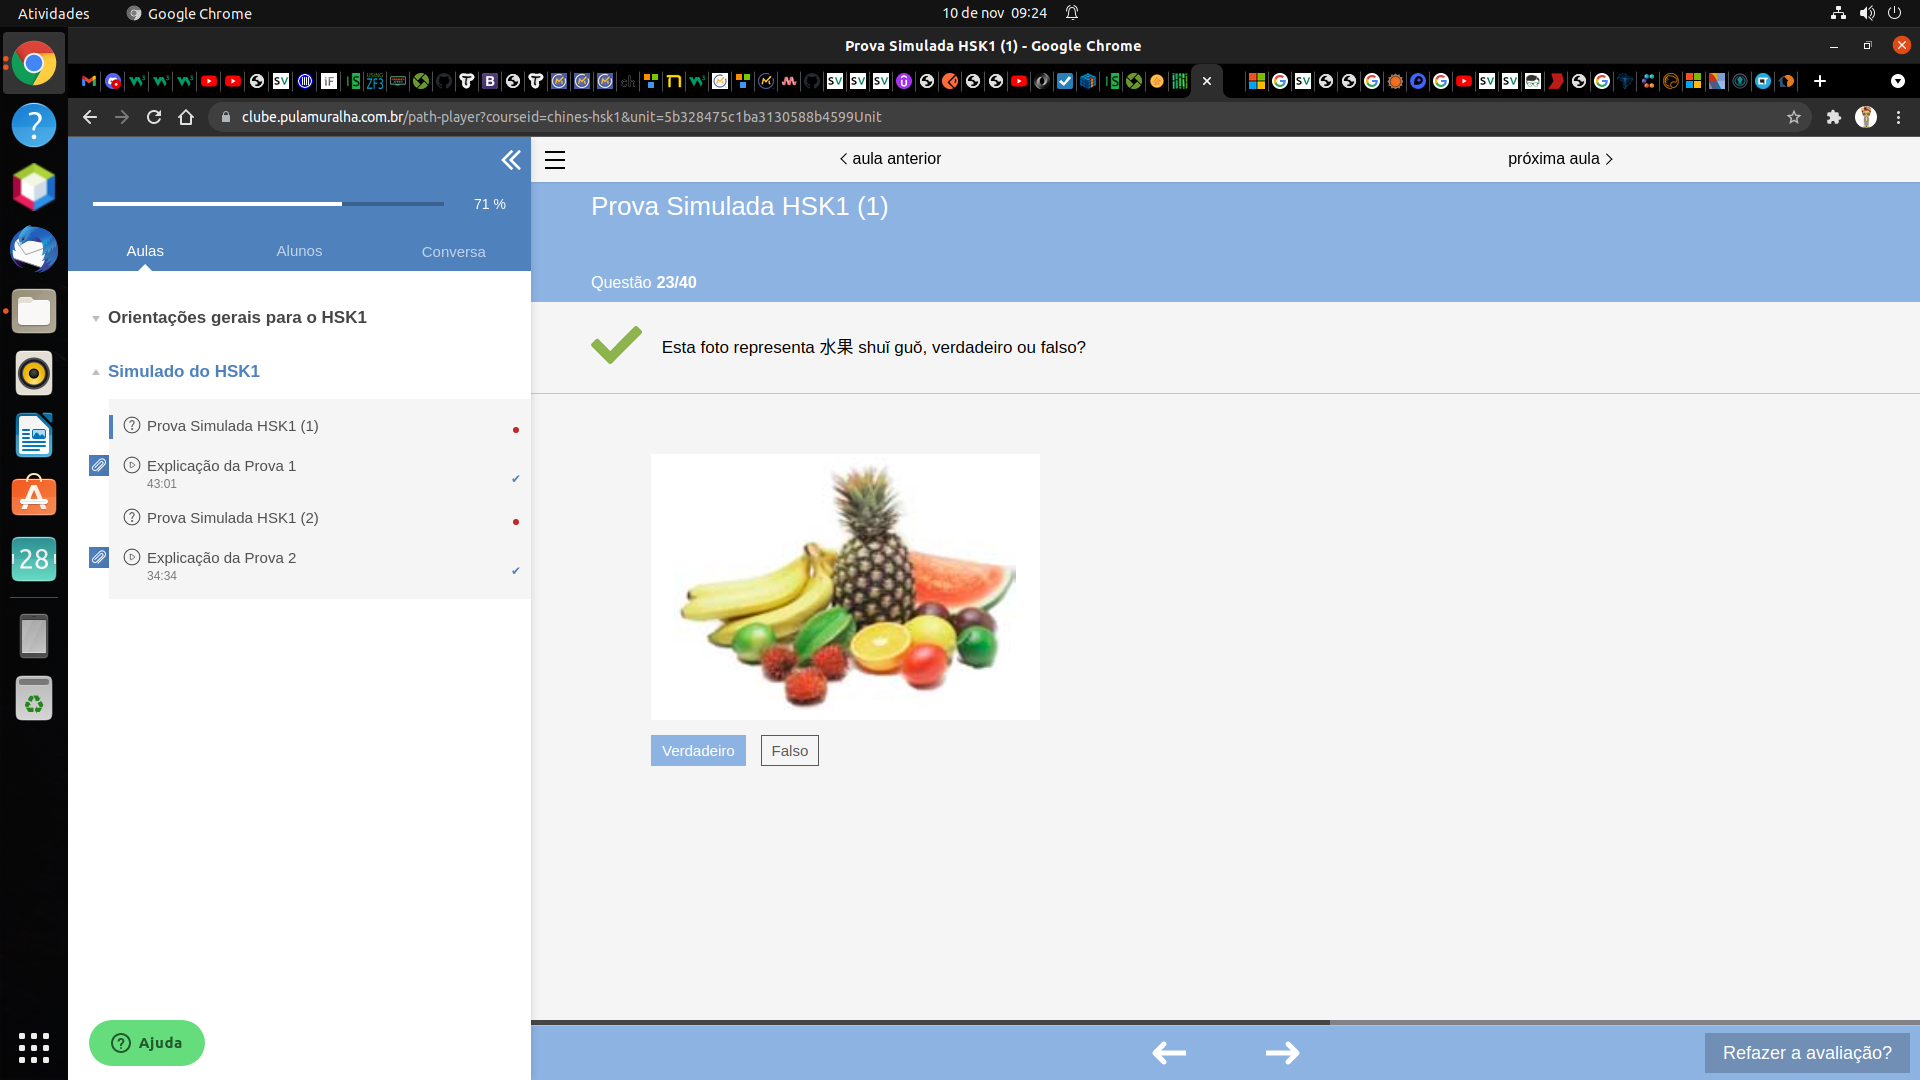 Atividades
Google Chrome
10 de nov 09:24
Prova Simulada HSK1 (1) - Google Chrome
clube.pulamuralha.com.br/path-player?courseid=chines-hsk1&unit=5b328475c1ba3130588b4599Unit
aula anterior
próxima aula
71 %
Aulas
Alunos
Conversa
Orientações gerais para o HSK1
Simulado do HSK1
Prova Simulada HSK1 (1)
Explicação da Prova 1
43:01
Prova Simulada HSK1 (2)
Explicação da Prova 2
34:34
Ajuda
Prova Simulada HSK1 (1)
Questão 23/40
Esta foto representa 水果 shuǐ guǒ, verdadeiro ou falso?
Verdadeiro
Falso
Refazer a avaliação?
28